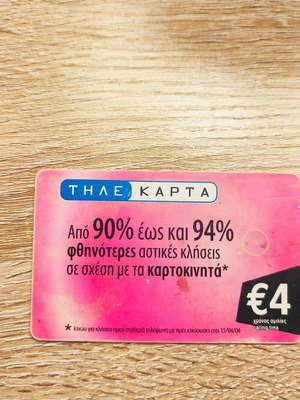 ΤΗΛΕ ΚΑΡΤΑ
Από 90% έως και 94%
φθηνότερες αστικές κλήσεις
σε σχέση με τα καρτοκινητά*
€4
χρόνος ομιλίας
calling time
* Ισχύει για κλήσεις προς σταθερά τηλέφωνα με τιμές ισχύουσες στις 15/04/04